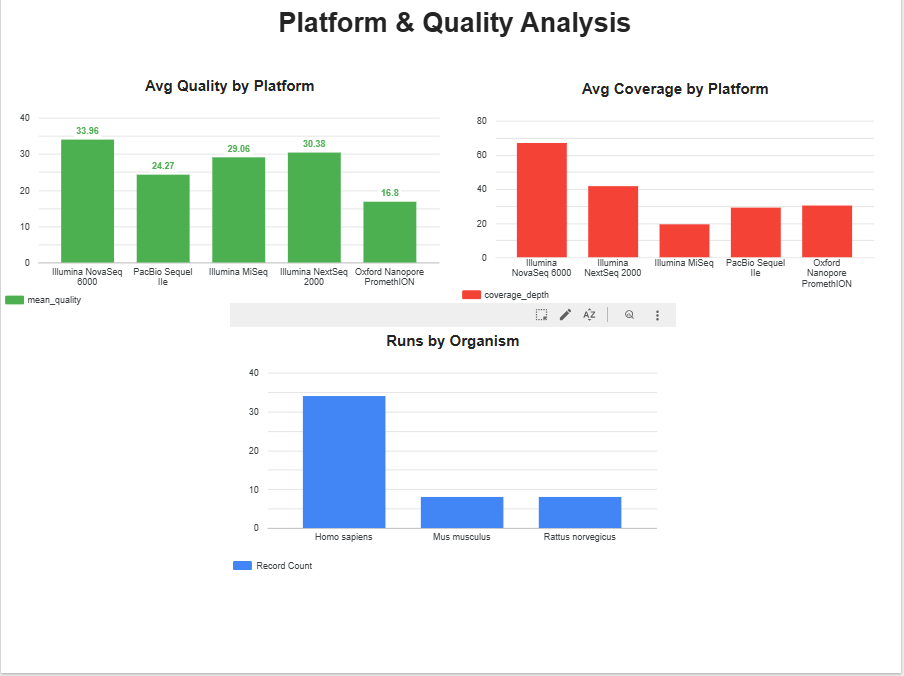 Platform & Quality Analysis
Avg Quality by Platform
40
30
20
10
0
33.96
24.27
29.06
30.38
16.8
Illumina NovaSeq
6000
PacBio Sequel
IIe
Illumina MiSeq
Illumina NextSeq
2000
Oxford Nanopore
PromethION
mean_quality
Avg Coverage by Platform
80
60
40
20
0
Illumina
NovaSeq 6000
Illumina
NextSeq 2000
Illumina MiSeq
PacBio Sequel
IIe
Oxford
Nanopore
PromethION
coverage_depth
AZ
Runs by Organism
40
30
20
10
0
Homo sapiens
Mus musculus
Rattus norvegicus
Record Count